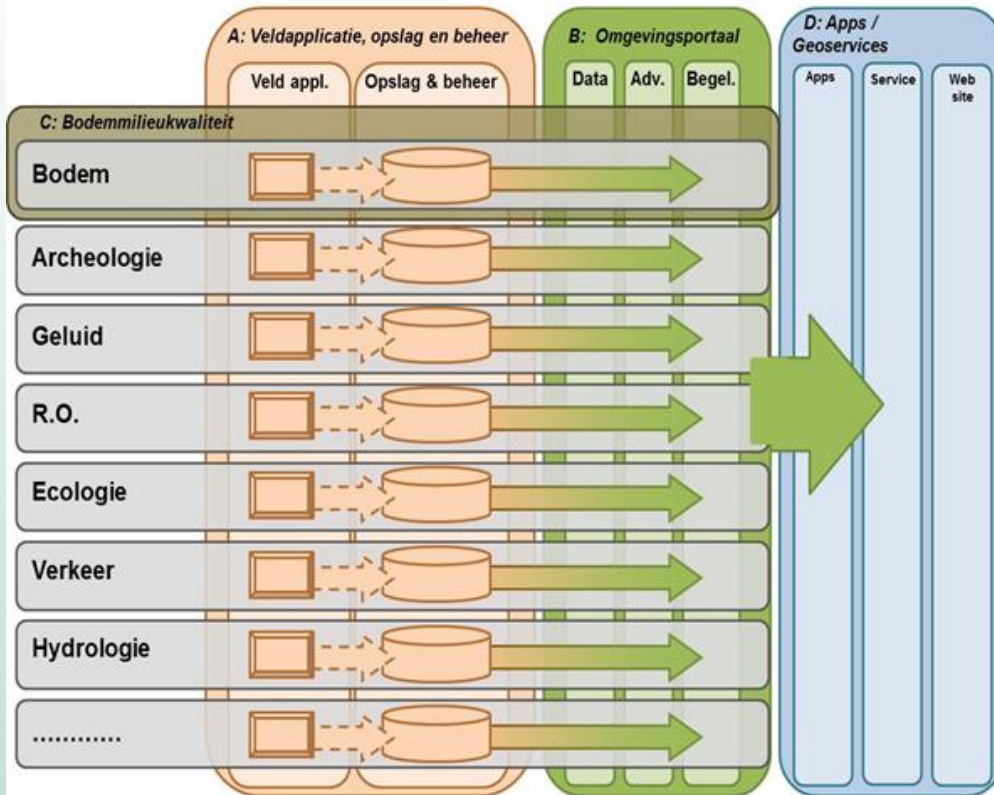 A: Veldapplicatie, opslag en beheer
B: Omgevingsportaal
D: Apps /
Geoservices
Veld appl.
Opslag & beheer
Data
Adv.
Begel.
Apps
Service
Web
site
C: Bodemmilieukwaliteit
Bodem
Archeologie
Geluid
R.O.
Ecologie
Verkeer
Hydrologie
............